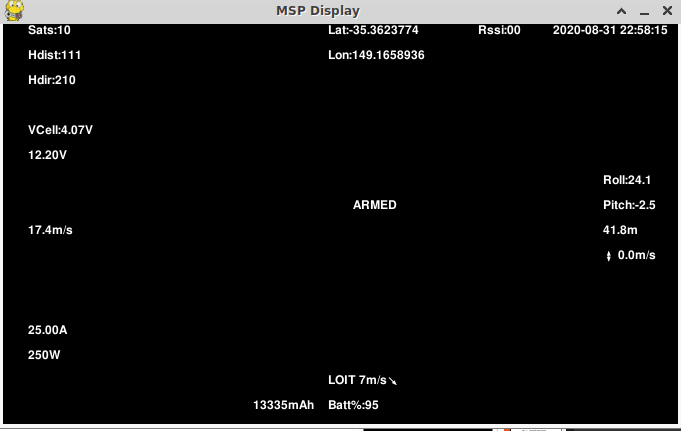 MSP Display
Sats:10 Lat:-35.3623774 Rssi:00 2020-08-31 22:58:15
Hdist:111 Lon:149.1658936
Hdir:210
VCell:4.07V
12.20V
Roll:24.1
ARMED Pitch:-2.5
17.4m/s 41.8m
0.0m/s
25.00A
250W
LOIT 7m/s
13335mAh Batt%:95